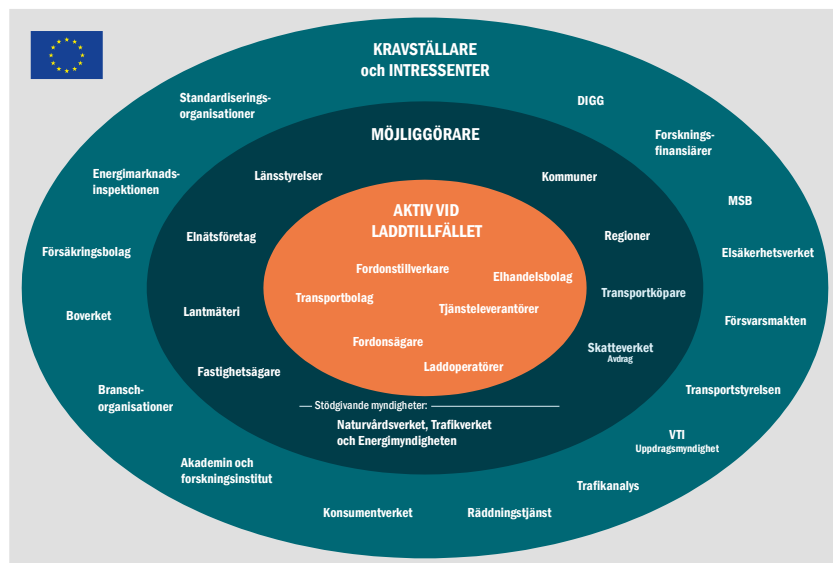 KRAVSTÄLLARE
och INTRESSENTER
Standardiserings-
organisationer
DIGG
Forsknings-
finansiärer
MÖJLIGGÖRARE
Energimarknads-
inspektionen
Länsstyrelser
Kommuner
MSB
AKTIV VID
LADDTILLFÄLLET
Elnätsföretag
Regioner
Försäkringsbolag
Elsäkerhetsverket
Fordonstillverkare
Elhandelsbolag
Transportbolag
Transportköpare
Tjänsteleverantörer
Boverket
Lantmäteri
Försvarsmakten
Fordonsägare
Skatteverket
Avdrag
Laddoperatörer
Fastighetsägare
Bransch-
organisationer
Transportstyrelsen
Stödgivande myndigheter:
Naturvårdsverket, Trafikverket
och Energimyndigheten
VTI
Uppdragsmyndighet
Akademin och
forskningsinstitut
Trafikanalys
Konsumentverket
Räddningstjänst